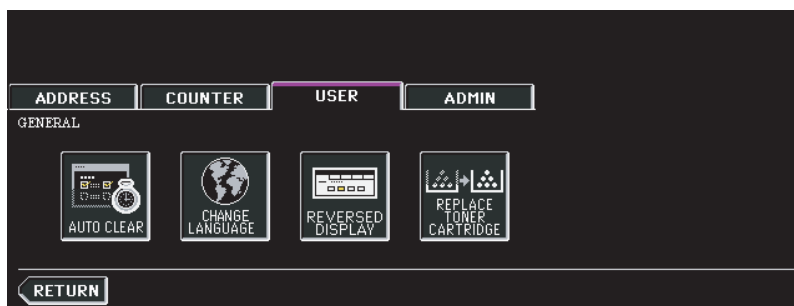 ADDRESS COUNTER USER ADMIN
GENERAL
AUTO CLEAR
CHANGE
LANGUAGE
REVERSED
DISPLAY
REPLACE
TONER
CARTRIDGE
RETURN